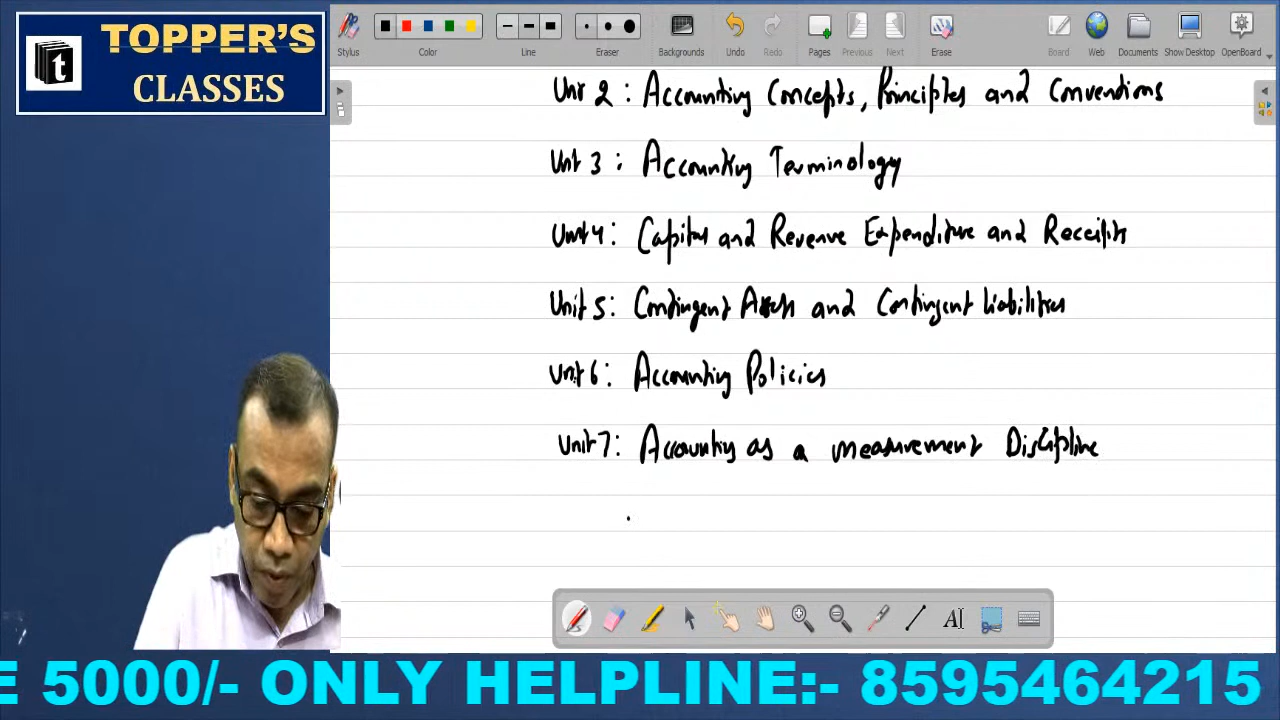 TOPPER'S
CLASSES
t
Stylus
Color
Line
Eraser
Backgrounds
Undo
Redo
Pages
Previous
Next
Erase
Board
Web
Documents
Show Desktop
OpenBoard
Unit 2 : Accounting Concepts, Principles and Conventions
Unit 3 : Accounting Terminology
Unit 4 : Capital and Revenue Expenditure and Receipts
Unit 5 : Contingent Assets and Contingent Liabilities
Unit 6 : Accounting Policies
Unit 7 : Accounting as a measurement Discipline
AI
E 5000/- ONLY HELPLINE:- 8595464215